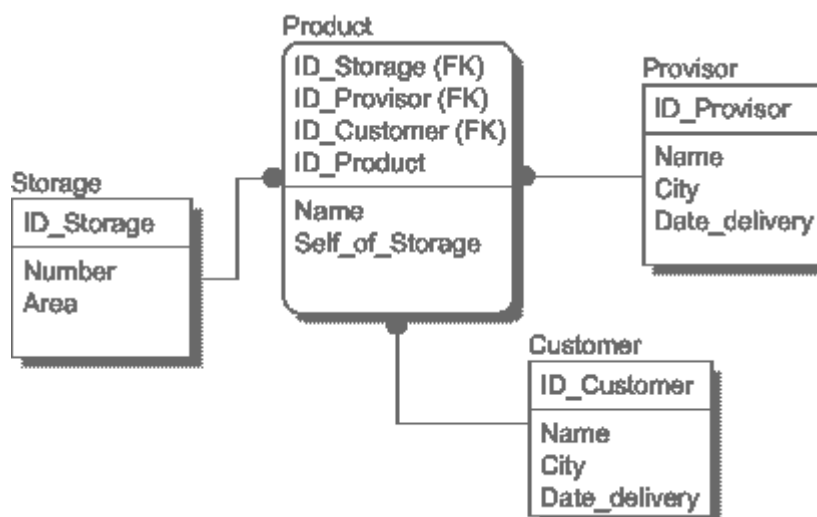 Product
ID_Storage (FK)
ID_Provisor (FK)
ID_Customer (FK)
ID_Product
Name
Self_of_Storage
Provisor
ID_Provisor
Name
City
Date_delivery
Storage
ID_Storage
Number
Area
Customer
ID_Customer
Name
City
Date_delivery